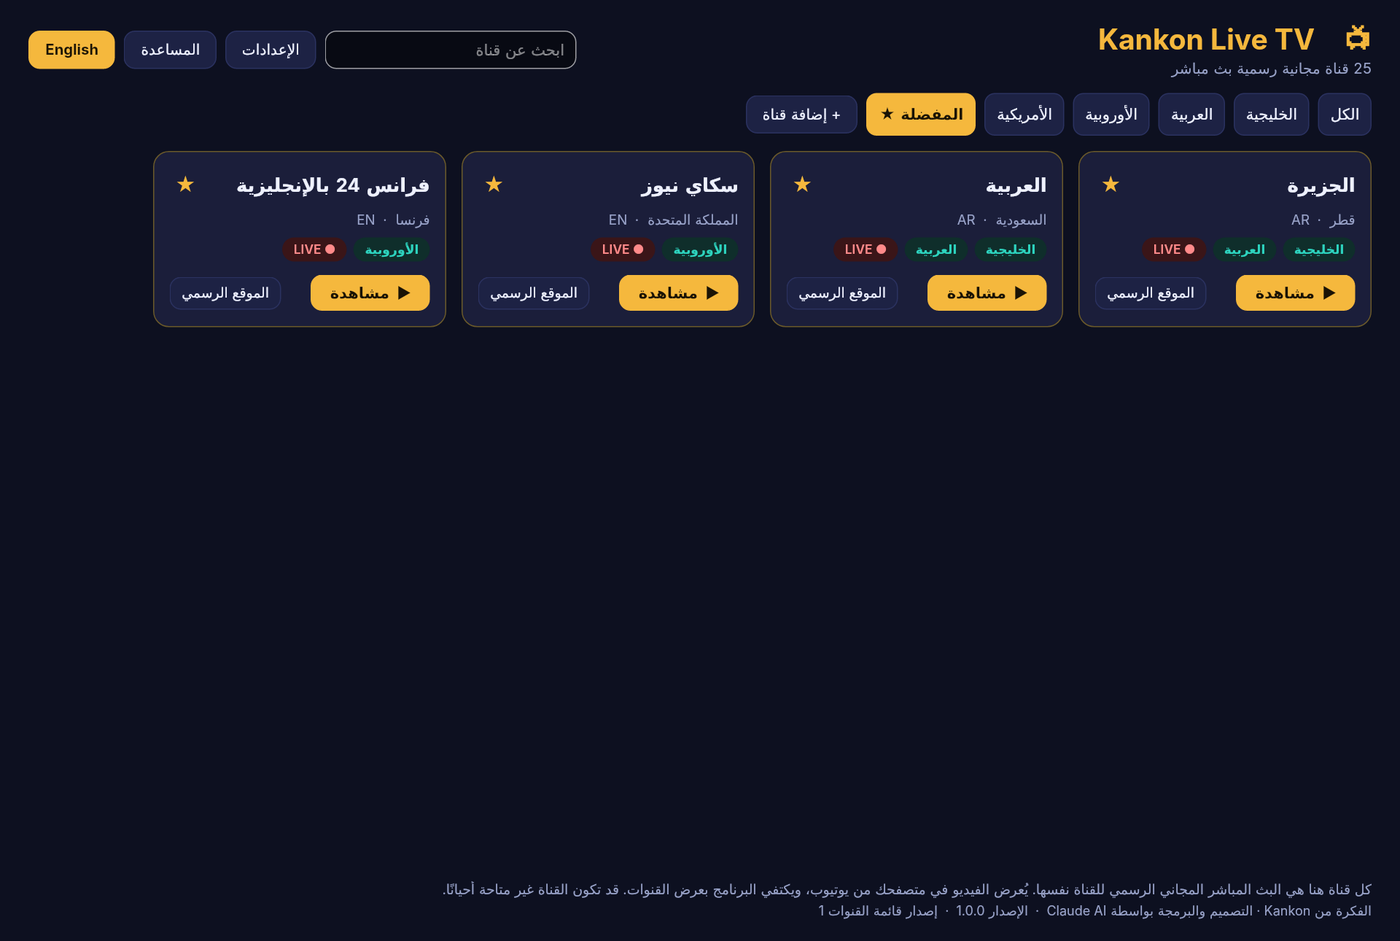 Kankon Live TV
25 قناة مجانية رسمية بث مباشر
ابحث عن قناة
الإعدادات
المساعدة
English
الكل
الخليجية
العربية
الأوروبية
الأمريكية
المفضلة ★
+ إضافة قناة
الجزيرة ★
قطر · AR
الخليجية العربية ● LIVE
▶ مشاهدة الموقع الرسمي
العربية ★
السعودية · AR
الخليجية العربية ● LIVE
▶ مشاهدة الموقع الرسمي
سكاي نيوز ★
المملكة المتحدة · EN
الأوروبية ● LIVE
▶ مشاهدة الموقع الرسمي
فرانس 24 بالإنجليزية ★
فرنسا · EN
الأوروبية ● LIVE
▶ مشاهدة الموقع الرسمي
كل قناة هنا هي البث المباشر المجاني الرسمي للقناة نفسها. يُعرض الفيديو في متصفحك من يوتيوب، ويكتفي البرنامج بعرض القنوات. قد تكون القناة غير متاحة أحيانًا.
الفكرة من Kankon · التصميم والبرمجة بواسطة Claude AI · الإصدار 1.0.0 · إصدار قائمة القنوات 1